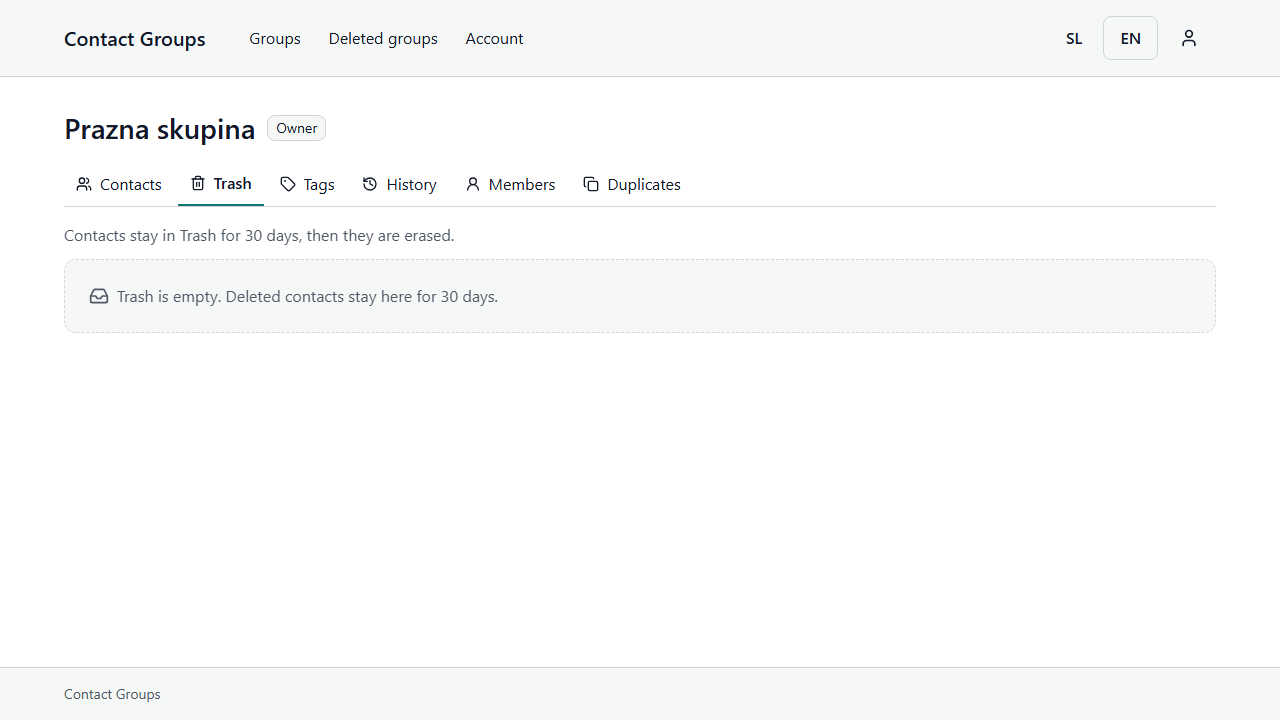 Contact Groups Groups Deleted groups Account SL EN
Prazna skupina Owner
Contacts Trash Tags History Members Duplicates
Contacts stay in Trash for 30 days, then they are erased.
Trash is empty. Deleted contacts stay here for 30 days.
Contact Groups